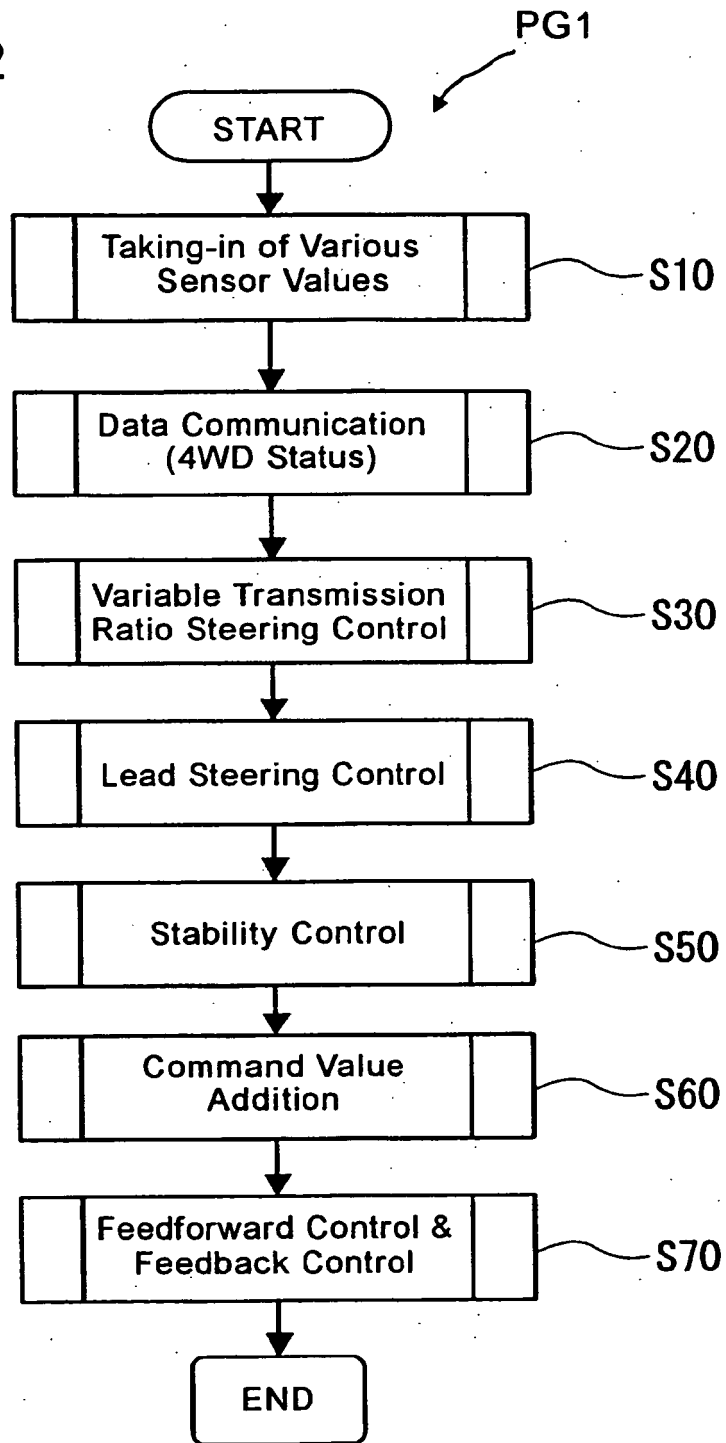 2
PG1
START
Taking-in of Various
Sensor Values
S10
Data Communication
(4WD Status)
S20
Variable Transmission
Ratio Steering Control
S30
Lead Steering Control
S40
Stability Control
S50
Command Value
Addition
S60
Feedforward Control &
Feedback Control
S70
END